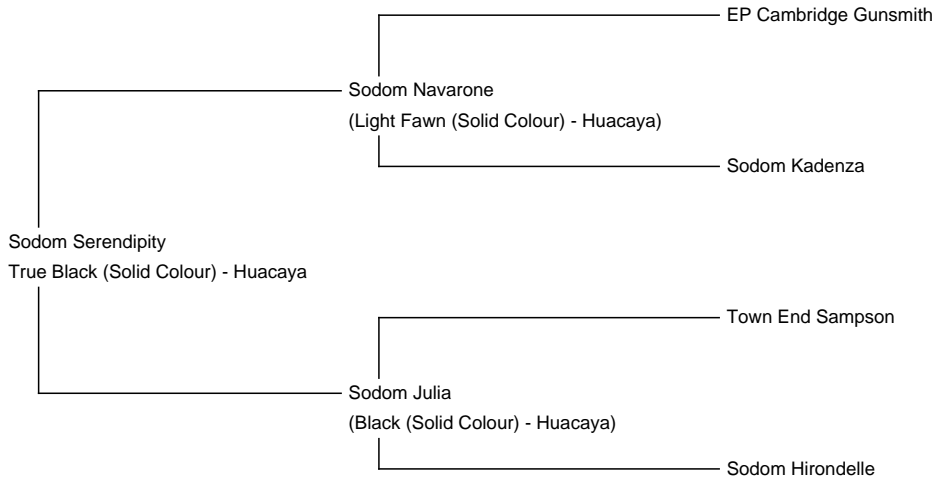 EP Cambridge Gunsmith
Sodom Navarone
(Light Fawn (Solid Colour) - Huacaya)
Sodom Kadenza
Sodom Serendipity
True Black (Solid Colour) - Huacaya
Town End Sampson
Sodom Julia
(Black (Solid Colour) - Huacaya)
Sodom Hirondelle